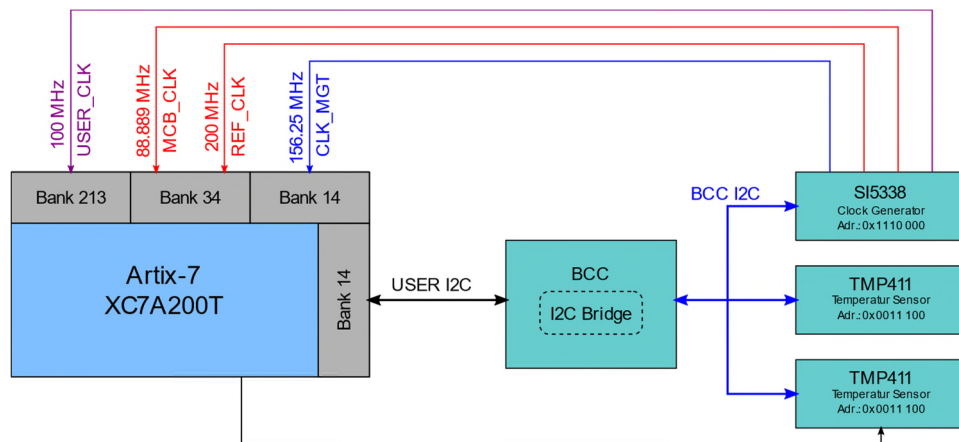 100 MHz
USER_CLK
88.889 MHz
MCB_CLK
200 MHz
REF_CLK
156.25 MHz
CLK_MGT
Bank 213
Bank 34
Bank 14
Artix-7
XC7A200T
Bank 14
USER I2C
BCC
I2C Bridge
BCC I2C
SI5338
Clock Generator
Adr.: 0x1110 000
TMP411
Temperatur Sensor
Adr.: 0x0011 100
TMP411
Temperatur Sensor
Adr.: 0x0011 100